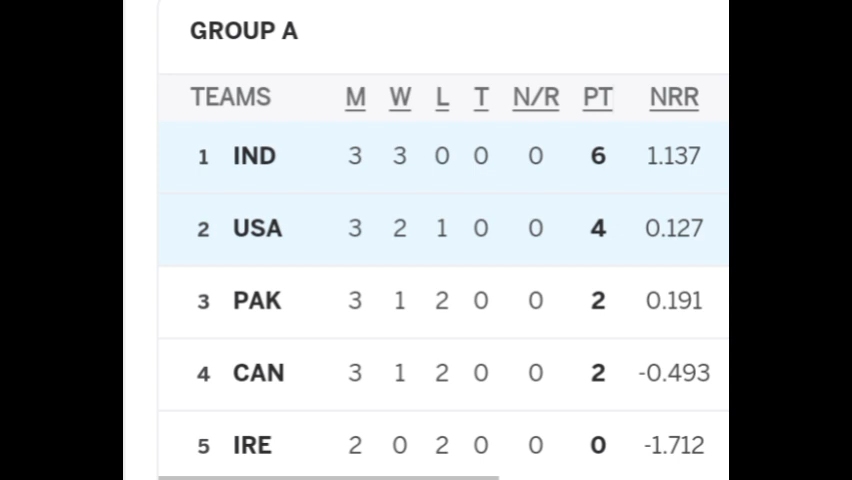 GROUP A
TEAMS M W L T N/R PT NRR
1 IND 3 3 0 0 0 6 1.137
2 USA 3 2 1 0 0 4 0.127
3 PAK 3 1 2 0 0 2 0.191
4 CAN 3 1 2 0 0 2 -0.493
5 IRE 2 0 2 0 0 0 -1.712